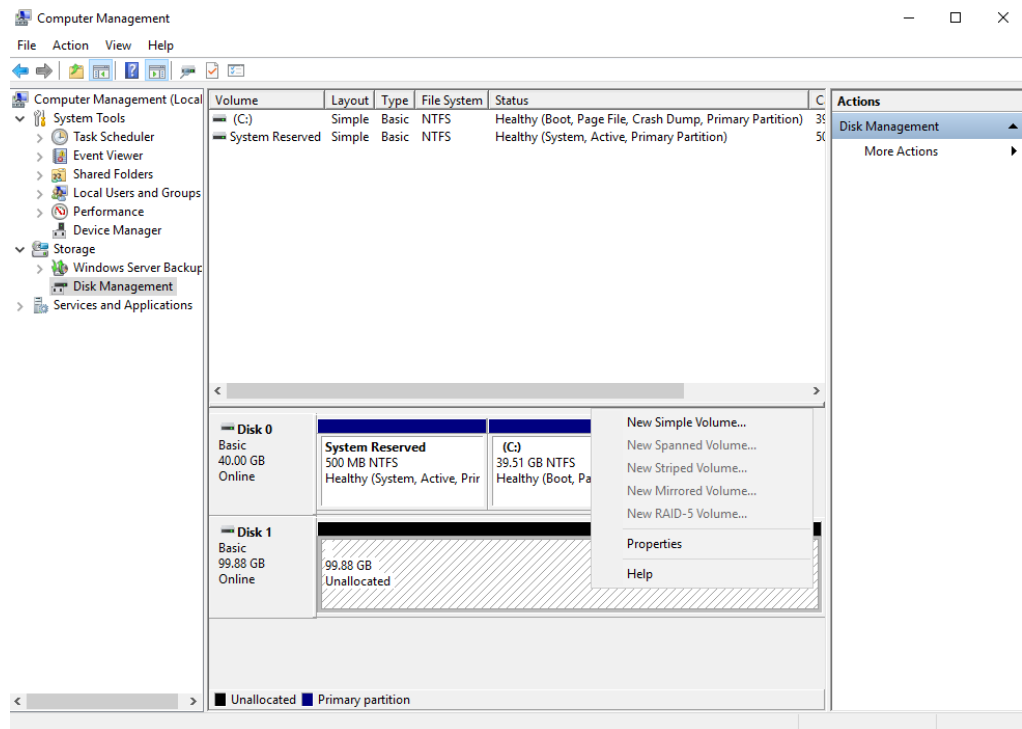 Computer Management
File Action View Help
Computer Management (Local
System Tools
Task Scheduler
Event Viewer
Shared Folders
Local Users and Groups
Performance
Device Manager
Storage
Windows Server Backup
Disk Management
Services and Applications
Volume Layout Type File System Status C
(C:) Simple Basic NTFS Healthy (Boot, Page File, Crash Dump, Primary Partition) 39
System Reserved Simple Basic NTFS Healthy (System, Active, Primary Partition) 50
Disk 0
Basic
40.00 GB
Online
System Reserved
500 MB NTFS
Healthy (System, Active, Prir
(C:)
39.51 GB NTFS
Healthy (Boot, Pa
Disk 1
Basic
99.88 GB
Online
99.88 GB
Unallocated
New Simple Volume...
New Spanned Volume...
New Striped Volume...
New Mirrored Volume...
New RAID-5 Volume...
Properties
Help
Unallocated Primary partition
Actions
Disk Management
More Actions